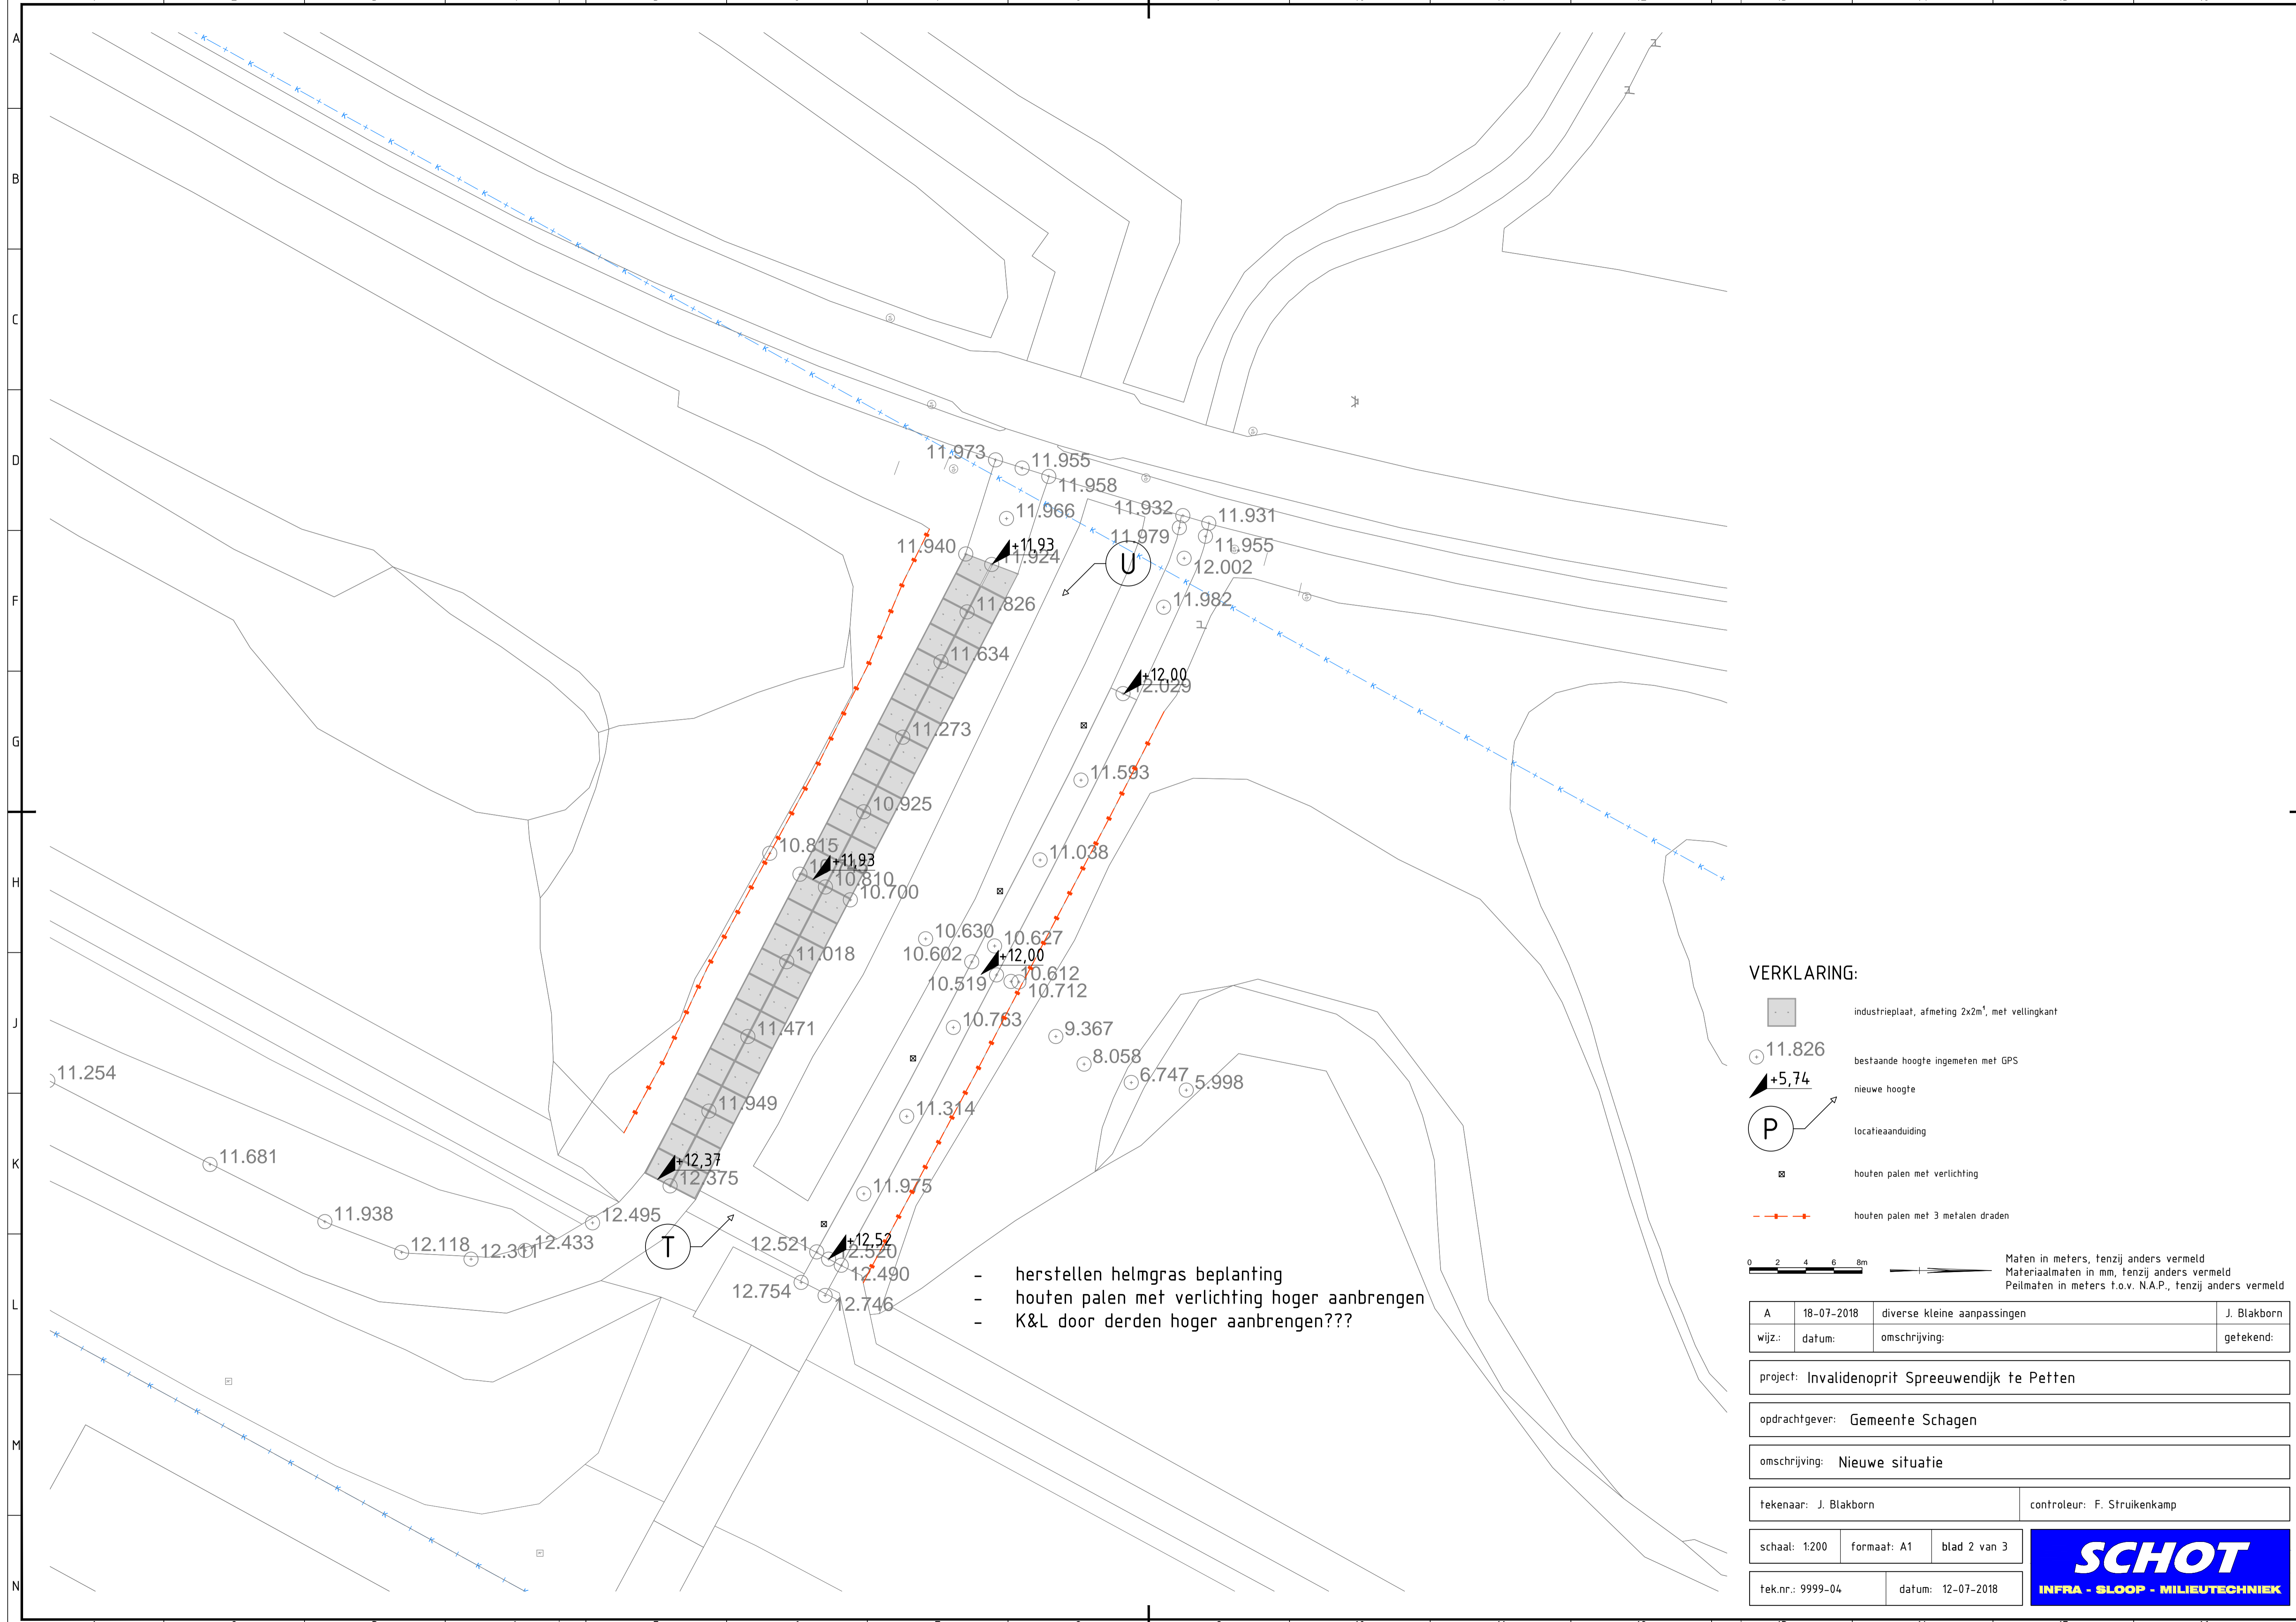 A
B
C
D
F
G
H
J
K
L
M
N
11.973
11.955
11.958
11.966
11.932
11.931
11.979
11.955
12.002
11.940
+11,93
11.924
U
11.826
11.982
11.634
+12,00
12.029
11.273
11.593
10.925
10.815
+11,93
10.810
10.700
11.038
10.630
10.627
10.602
+12,00
11.018
10.519
10.612
10.712
10.763
9.367
11.471
8.058
6.747
5.998
11.254
11.949
11.314
11.681
+12,37
12.375
11.975
11.938
12.495
12.118
12.311
12.433
T
12.521
+12,52
12.520
12.490
12.754
12.746
- herstellen helmgras beplanting
- houten palen met verlichting hoger aanbrengen
- K&L door derden hoger aanbrengen???
VERKLARING:
industrieplaat, afmeting 2x2m¹, met vellingkant
11.826 bestaande hoogte ingemeten met GPS
+5,74 nieuwe hoogte
P locatieaanduiding
houten palen met verlichting
houten palen met 3 metalen draden
0 2 4 6 8m
Maten in meters, tenzij anders vermeld
Materiaalmaten in mm, tenzij anders vermeld
Peilmaten in meters t.o.v. N.A.P., tenzij anders vermeld
A 18-07-2018 diverse kleine aanpassingen J. Blakborn
wijz.: datum: omschrijving: getekend:
project: Invalidenoprit Spreeuwendijk te Petten
opdrachtgever: Gemeente Schagen
omschrijving: Nieuwe situatie
tekenaar: J. Blakborn controleur: F. Struikenkamp
schaal: 1:200 formaat: A1 blad 2 van 3
tek.nr.: 9999-04 datum: 12-07-2018
SCHOT
INFRA - SLOOP - MILIEUTECHNIEK